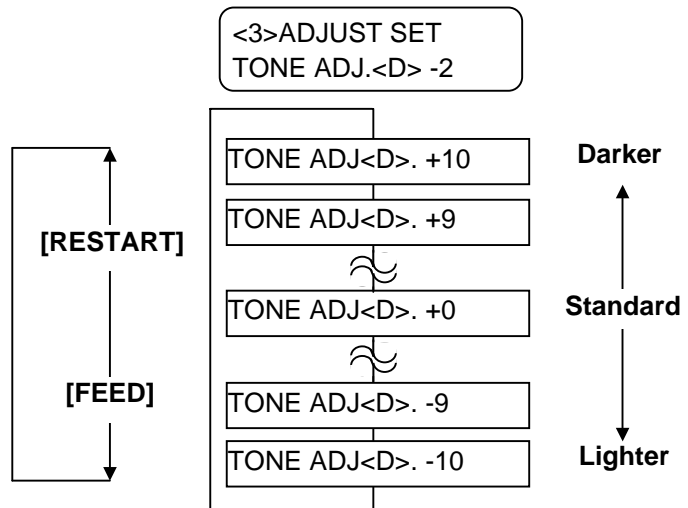 <3>ADJUST SET
TONE ADJ.<D> -2
TONE ADJ<D>. +10
Darker
TONE ADJ<D>. +9
[RESTART]
TONE ADJ<D>. +0
Standard
[FEED]
TONE ADJ<D>. -9
TONE ADJ<D>. -10
Lighter